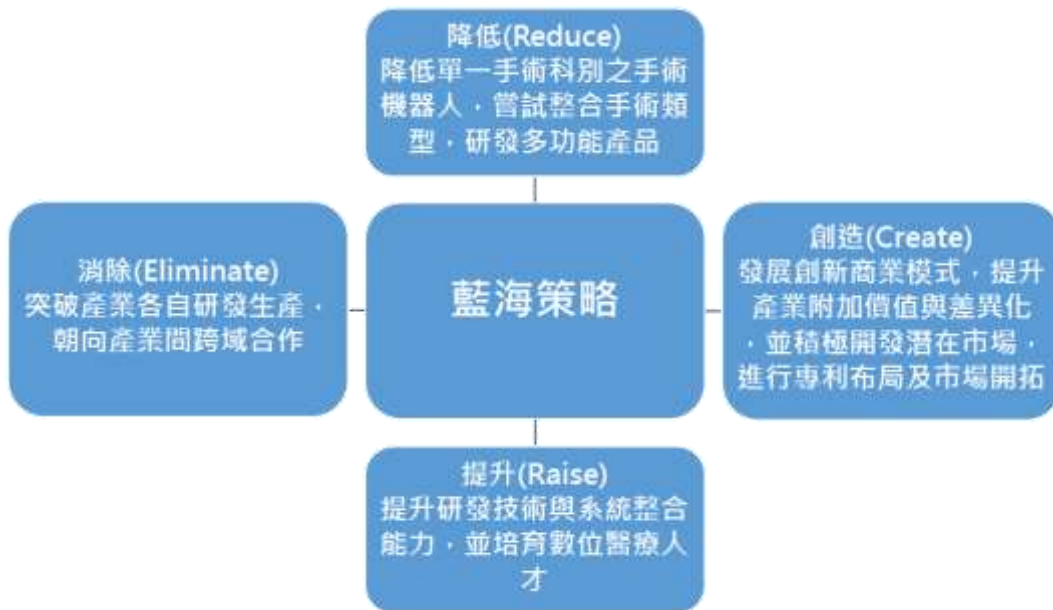 降低(Reduce)
降低單一手術科別之手術
機器人，嘗試整合手術類
型，研發多功能產品
消除(Eliminate)
突破產業各自研發生產，
朝向產業間跨域合作
藍海策略
創造(Create)
發展創新商業模式，提升
產業附加價值與差異化
，並積極開發潛在市場，
進行專利布局及市場開拓
提升(Raise)
提升研發技術與系統整合
能力，並培育數位醫療人
才